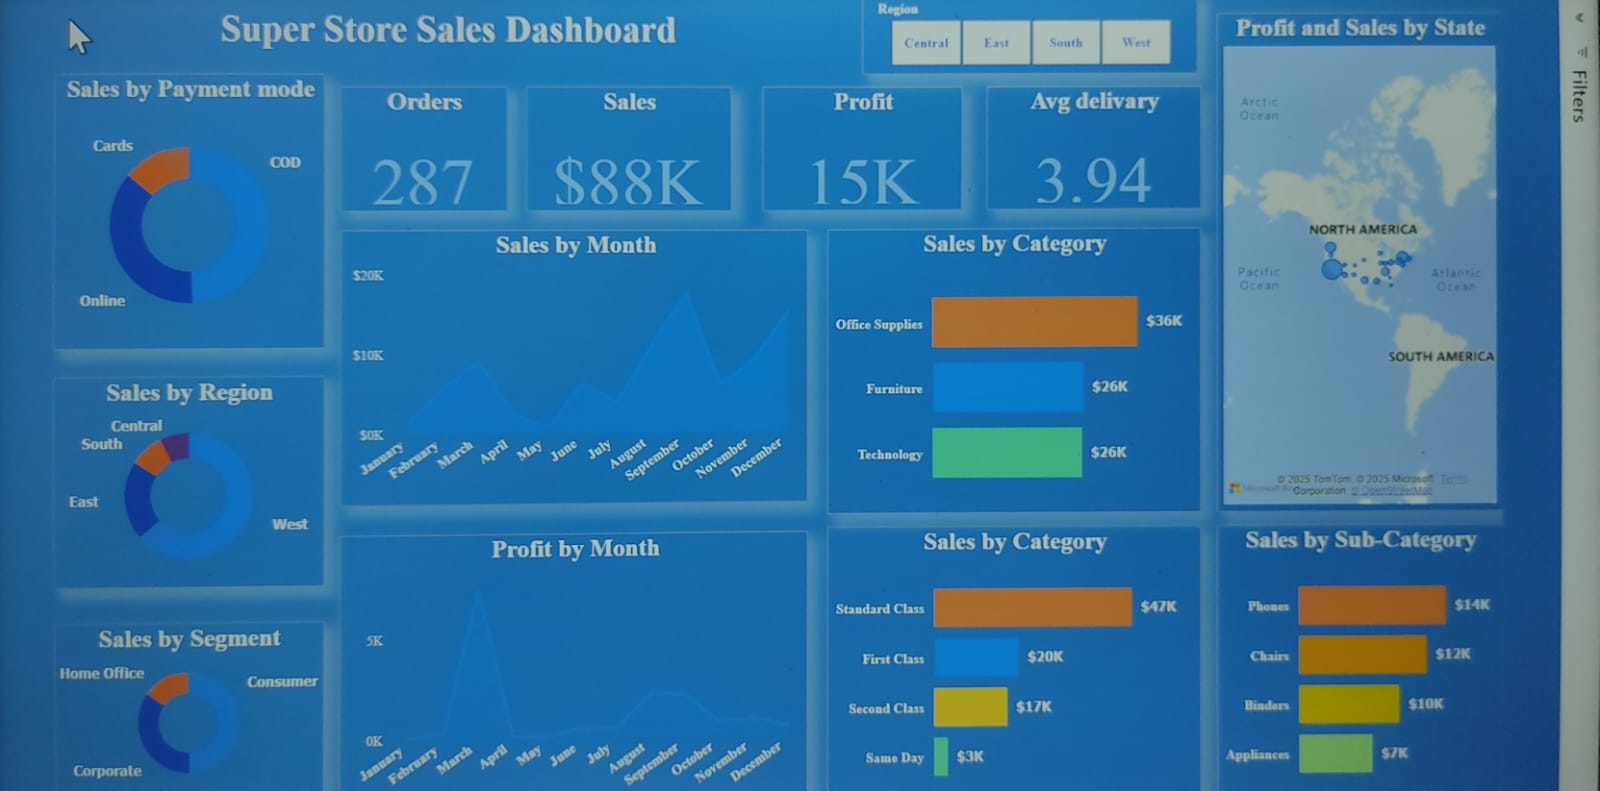 Super Store Sales Dashboard
Region
Central
East
South
West
Profit and Sales by State
Filters
Sales by Payment mode
Cards
COD
Online
Orders
287
Sales
$88K
Profit
15K
Avg delivary
3.94
Arctic
Ocean
NORTH AMERICA
Pacific
Ocean
Atlantic
Ocean
SOUTH AMERICA
© 2025 TomTom, © 2025 Microsoft Corporation, © OpenStreetMap
Terms
Sales by Month
$20K
$10K
$0K
January
February
March
April
May
June
July
August
September
October
November
December
Sales by Category
Office Supplies
$36K
Furniture
$26K
Technology
$26K
Sales by Region
Central
South
East
West
Profit by Month
5K
0K
January
February
March
April
May
June
July
August
September
October
November
December
Sales by Category
Standard Class
$47K
First Class
$20K
Second Class
$17K
Same Day
$3K
Sales by Sub-Category
Phones
$14K
Chairs
$12K
Binders
$10K
Appliances
$7K
Sales by Segment
Home Office
Consumer
Corporate